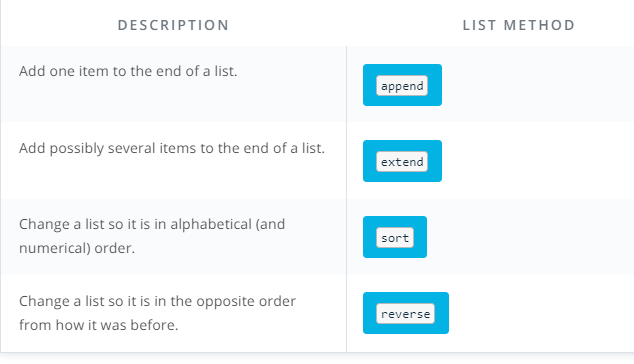 DESCRIPTION LIST METHOD
Add one item to the end of a list. append
Add possibly several items to the end of a list. extend
Change a list so it is in alphabetical (and
numerical) order. sort
Change a list so it is in the opposite order
from how it was before. reverse